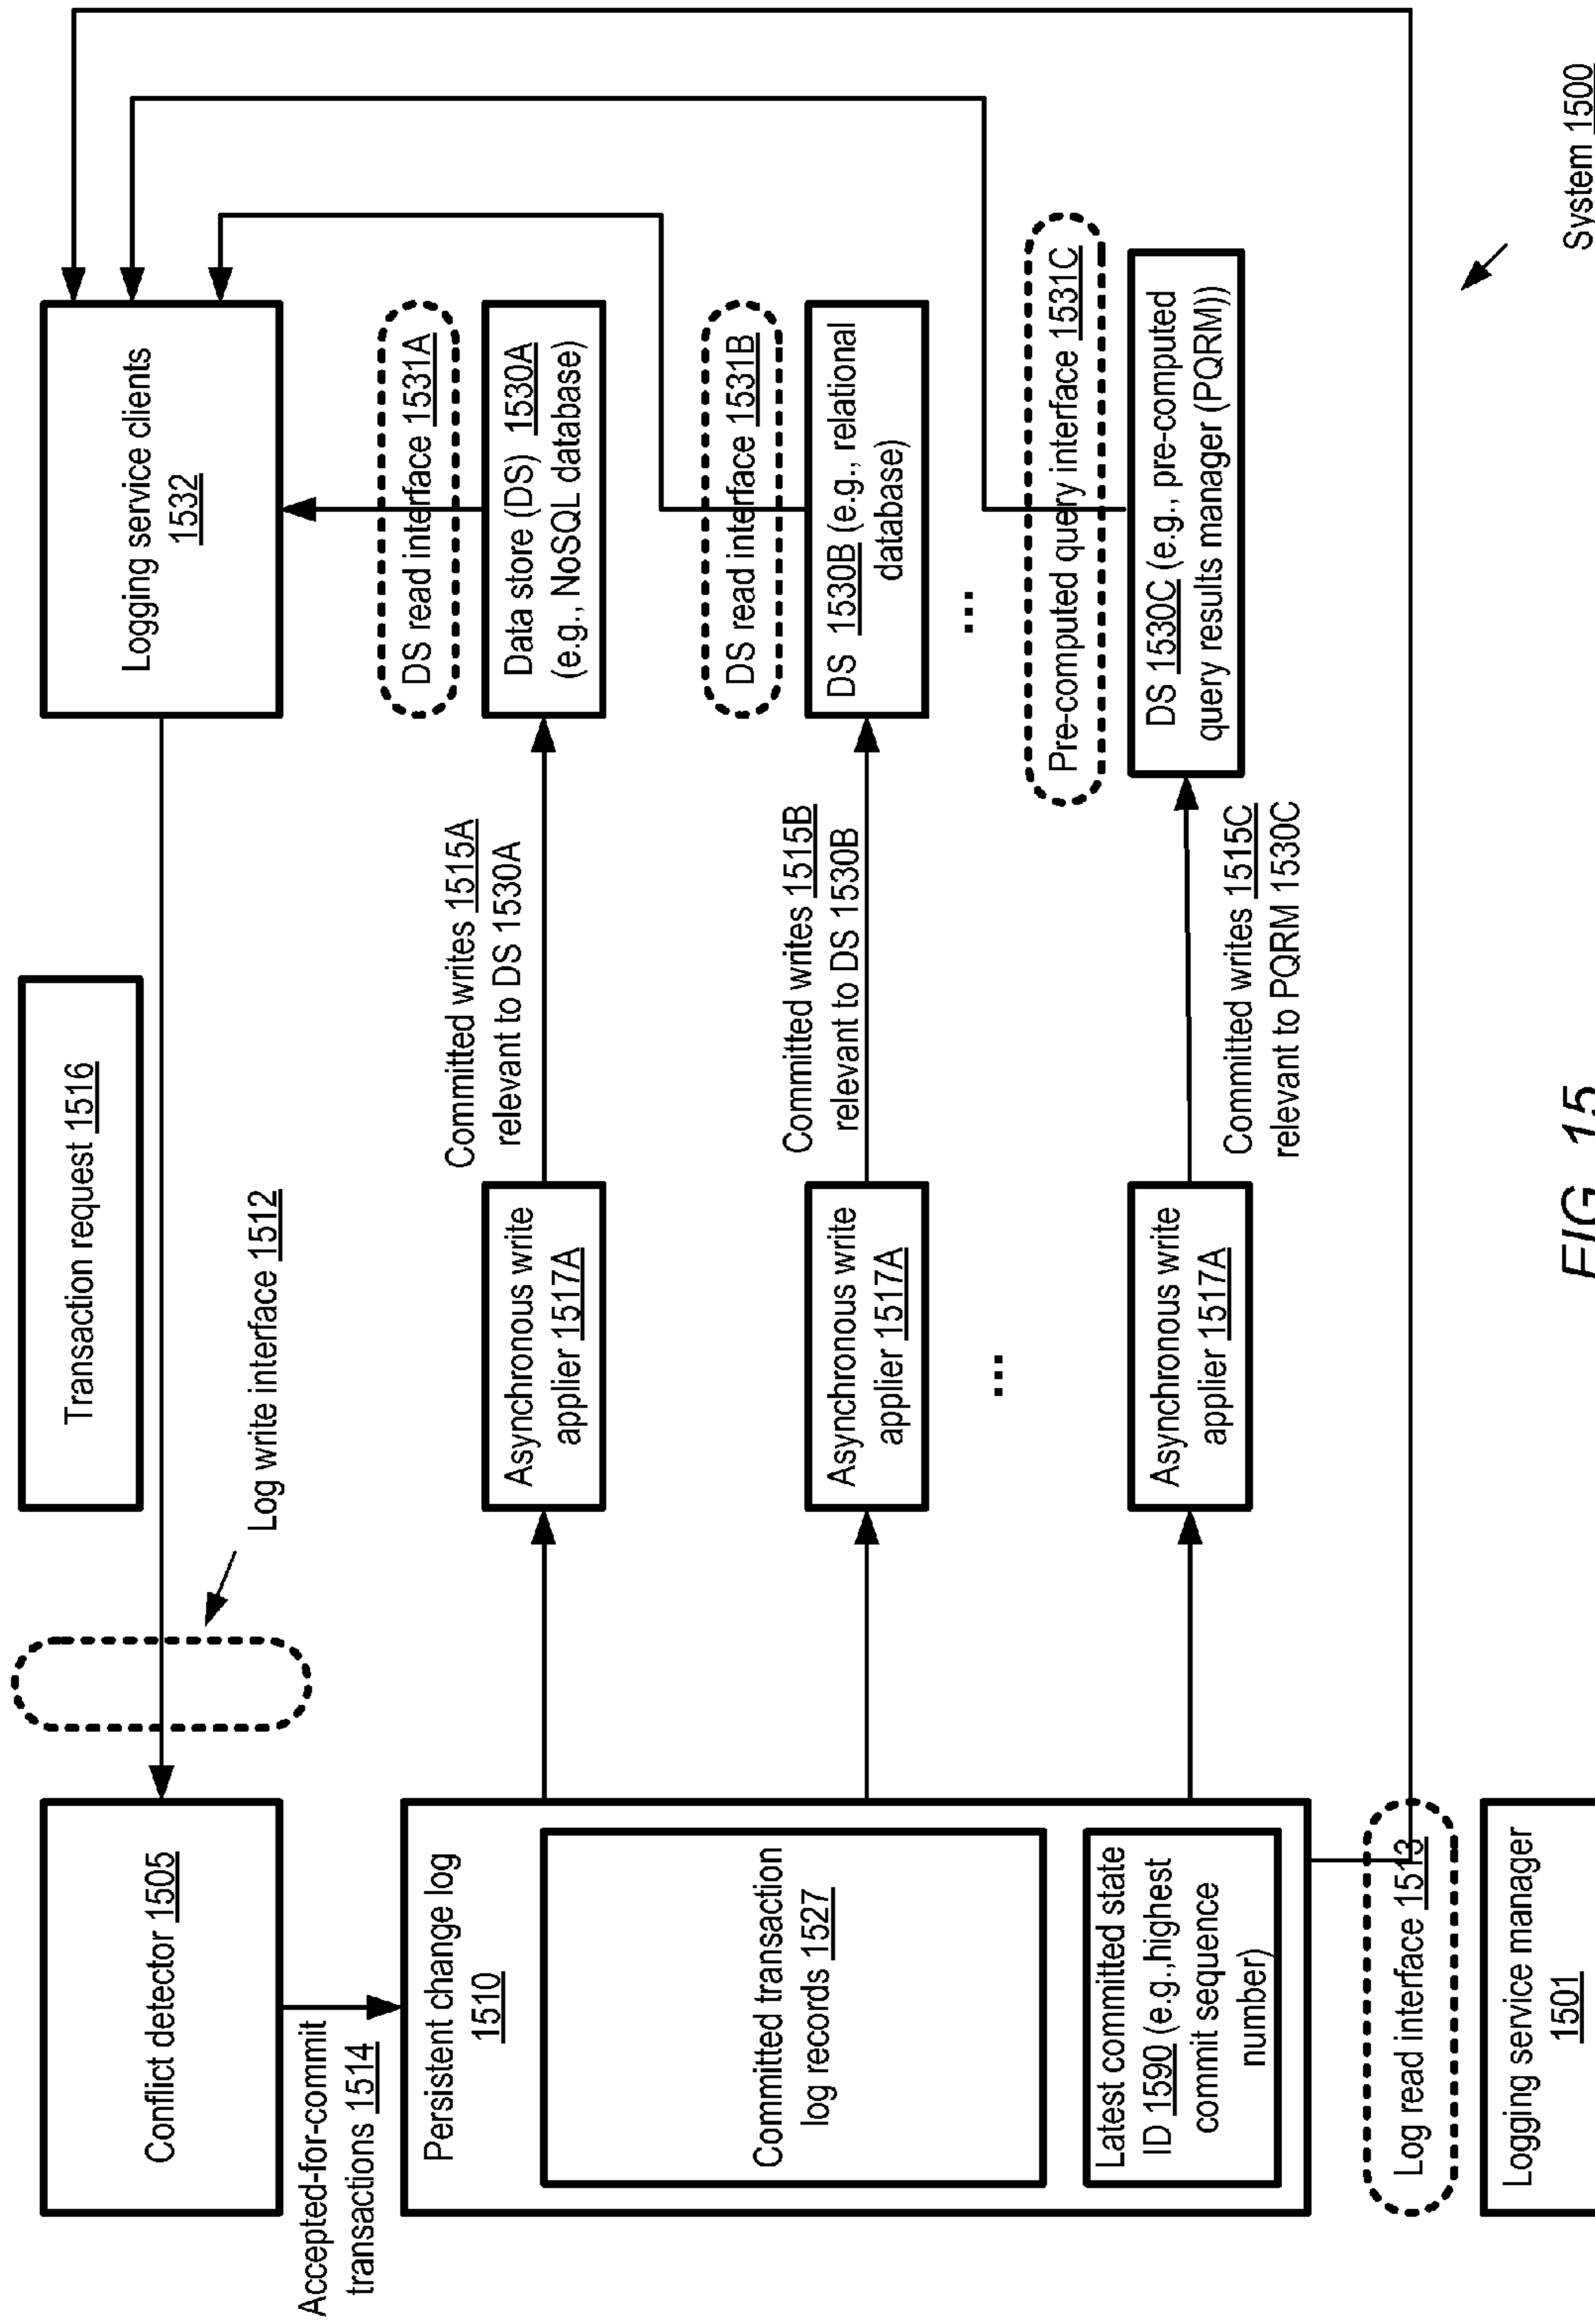 Conflict detector 1505
Log write interface 1512
Transaction request 1516
Logging service clients
1532
Accepted-for-commit
transactions 1514
Persistent change log
1510
Committed transaction
log records 1527
Latest committed state
ID 1590 (e.g.,highest
commit sequence
number)
Asynchronous write
applier 1517A
Committed writes 1515A
relevant to DS 1530A
DS read interface 1531A
Data store (DS) 1530A
(e.g., NoSQL database)
Asynchronous write
applier 1517A
Committed writes 1515B
relevant to DS 1530B
DS read interface 1531B
DS 1530B (e.g., relational
database)
...
...
Asynchronous write
applier 1517A
Committed writes 1515C
relevant to PQRM 1530C
Pre-computed query interface 1531C
DS 1530C (e.g., pre-computed
query results manager (PQRM))
Log read interface 1513
Logging service manager
1501
System 1500
FIG. 15